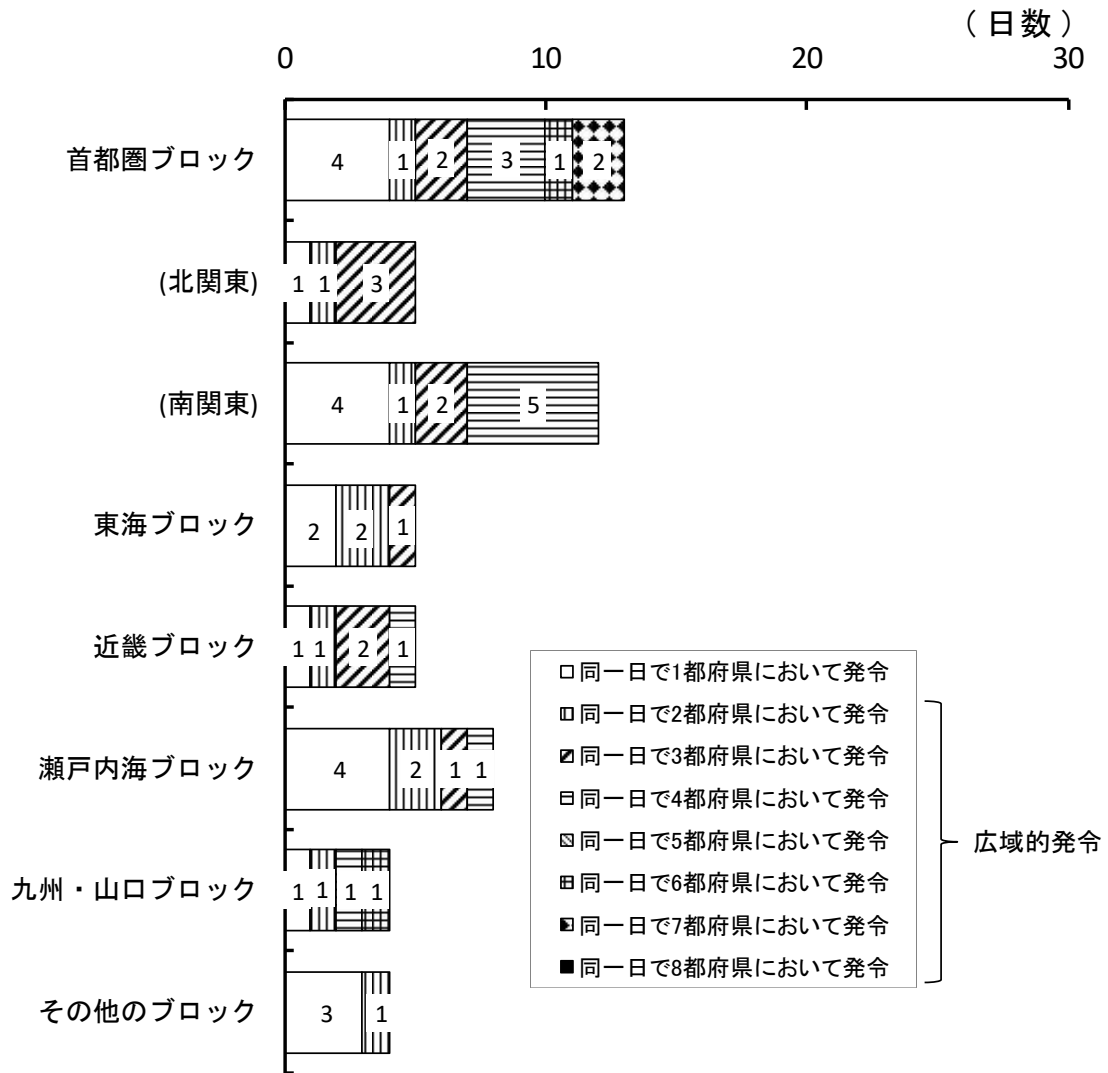 （日数）
0 10 20 30
首都圏ブロック 4 1 2 3 1 2
(北関東) 1 1 3
(南関東) 4 1 2 5
東海ブロック 2 2 1
近畿ブロック 1 1 2 1
瀬戸内海ブロック 4 2 1 1
九州・山口ブロック 1 1 1 1
その他のブロック 3 1
同一日で1都府県において発令
同一日で2都府県において発令
同一日で3都府県において発令
同一日で4都府県において発令
同一日で5都府県において発令
同一日で6都府県において発令
同一日で7都府県において発令
同一日で8都府県において発令
広域的発令